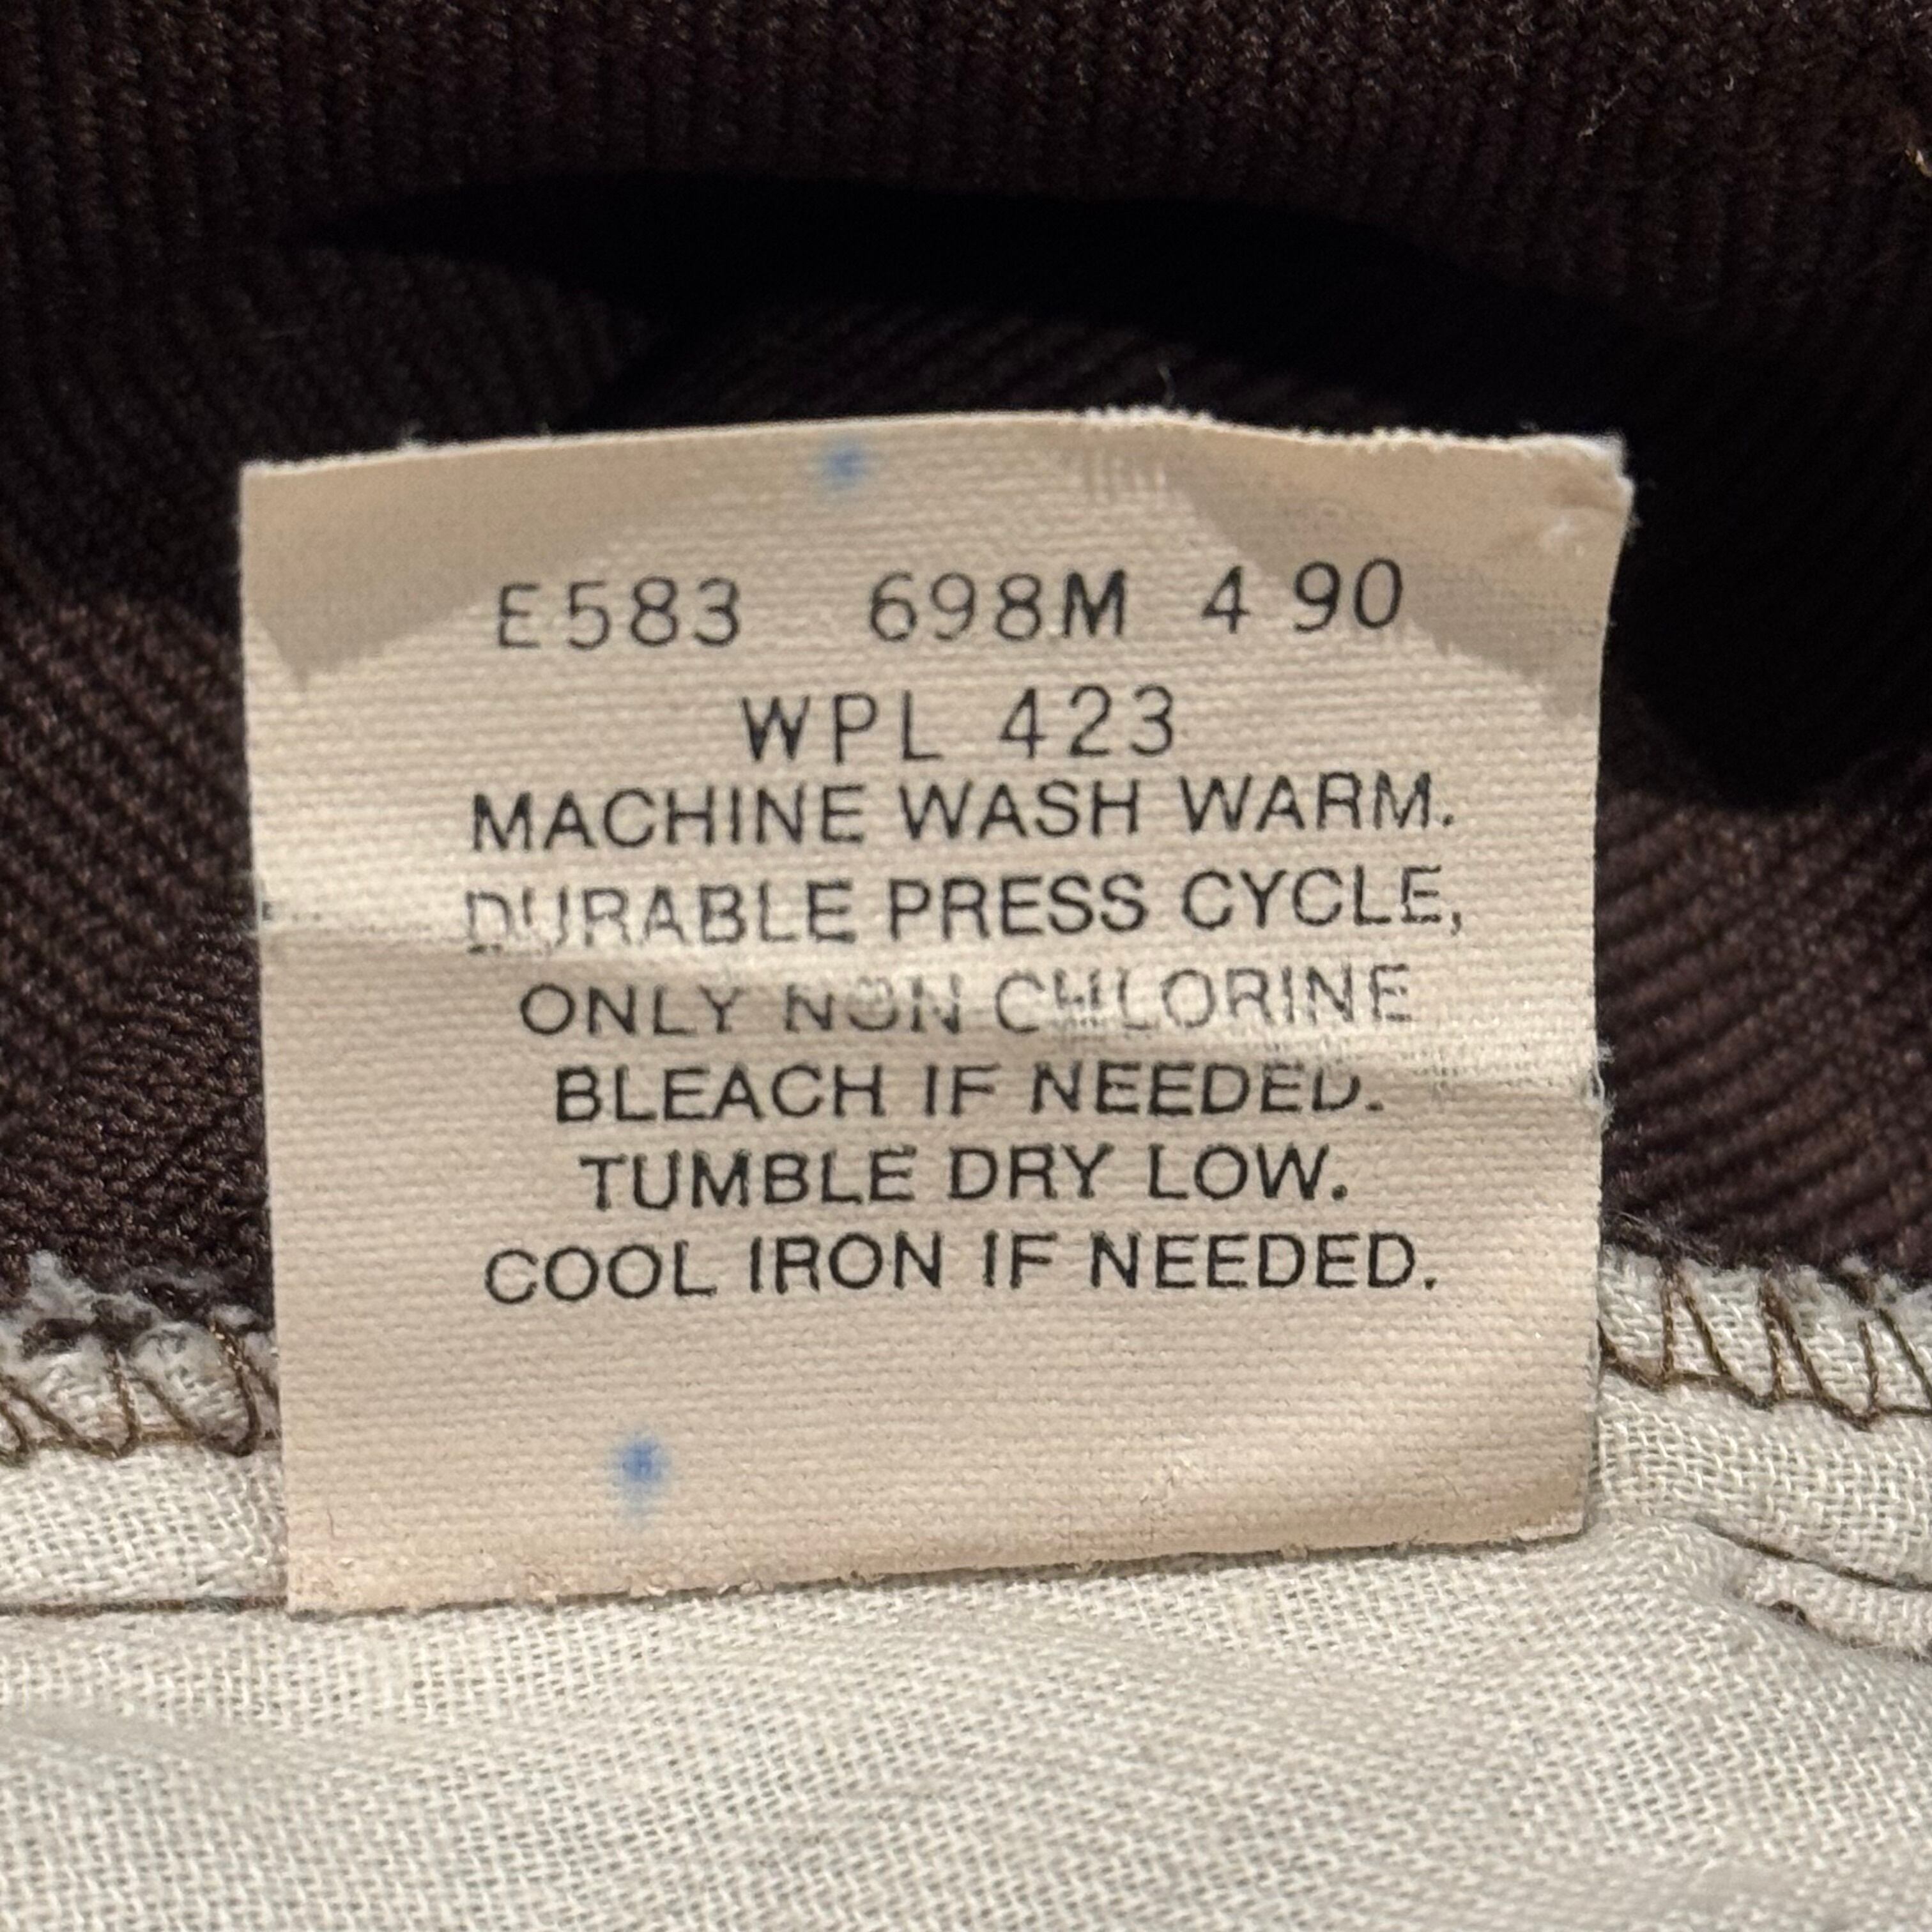 E583 698M 4 90
WPL 423
MACHINE WASH WARM.
DURABLE PRESS CYCLE,
ONLY NON CHLORINE
BLEACH IF NEEDED.
TUMBLE DRY LOW.
COOL IRON IF NEEDED.